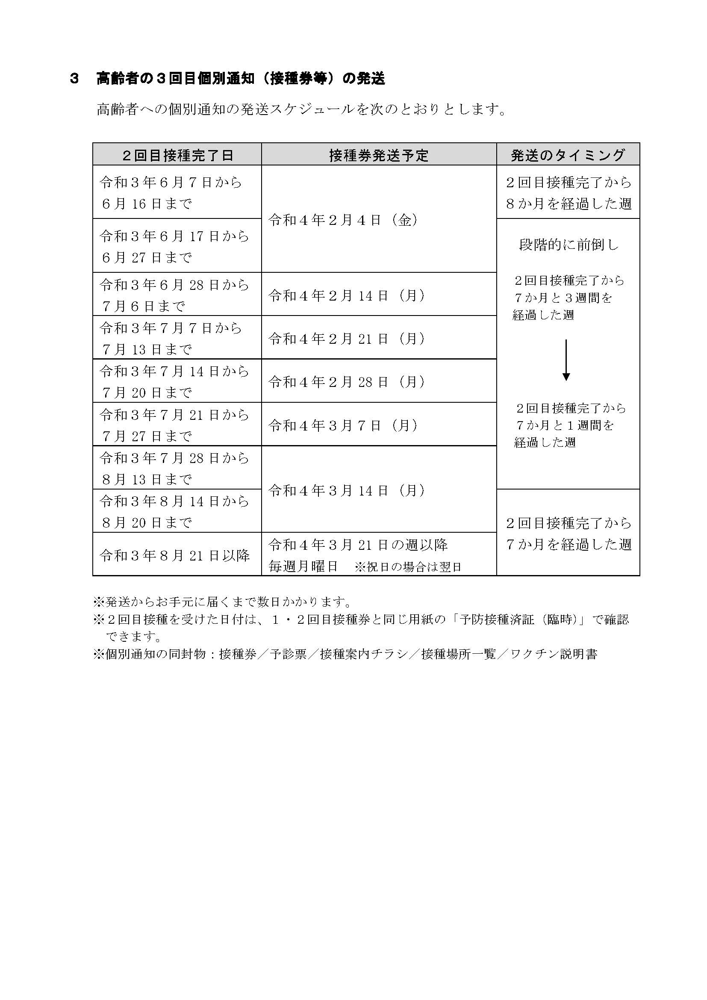 ３　高齢者の３回目個別通知（接種券等）の発送
高齢者への個別通知の発送スケジュールを次のとおりとします。
２回目接種完了日
接種券発送予定
発送のタイミング
令和３年６月７日から
６月 16 日まで
令和４年２月４日（金）
２回目接種完了から
８か月を経過した週
令和３年６月 17 日から
６月 27 日まで
段階的に前倒し
２回目接種完了から
７か月と３週間を
経過した週
令和３年６月 28 日から
７月６日まで
令和４年２月 14 日（月）
令和３年７月７日から
７月 13 日まで
令和４年２月 21 日（月）
令和３年７月 14 日から
７月 20 日まで
令和４年２月 28 日（月）
令和３年７月 21 日から
７月 27 日まで
令和４年３月７日（月）
２回目接種完了から
７か月と１週間を
経過した週
令和３年７月 28 日から
８月 13 日まで
令和４年３月 14 日（月）
令和３年８月 14 日から
８月 20 日まで
２回目接種完了から
７か月を経過した週
令和３年８月 21 日以降
令和４年３月 21 日の週以降
毎週月曜日　※祝日の場合は翌日
※発送からお手元に届くまで数日かかります。
※２回目接種を受けた日付は、１・２回目接種券と同じ用紙の「予防接種済証（臨時）」で確認
できます。
※個別通知の同封物：接種券／予診票／接種案内チラシ／接種場所一覧／ワクチン説明書